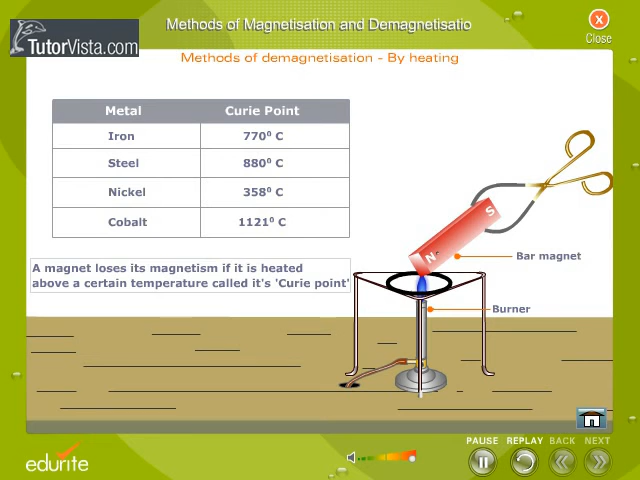 Methods of Magnetisation and Demagnetisatio
X
Close
TutorVista.com
Methods of demagnetisation - By heating
Metal Curie Point
Iron 770⁰ C
Steel 880⁰ C
Nickel 358⁰ C
Cobalt 1121⁰ C
S
N
Bar magnet
A magnet loses its magnetism if it is heated
above a certain temperature called it's 'Curie point'
Burner
PAUSE REPLAY BACK NEXT
edurite